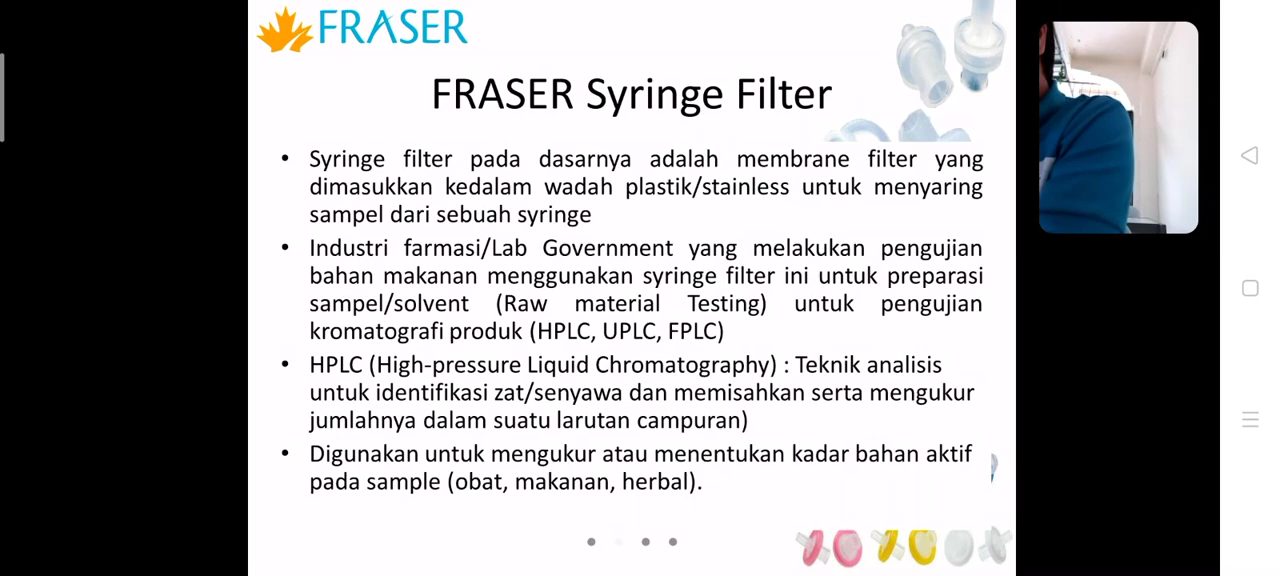 FRASER
FRASER Syringe Filter
• Syringe filter pada dasarnya adalah membrane filter yang
dimasukkan kedalam wadah plastik/stainless untuk menyaring
sampel dari sebuah syringe
• Industri farmasi/Lab Government yang melakukan pengujian
bahan makanan menggunakan syringe filter ini untuk preparasi
sampel/solvent (Raw material Testing) untuk pengujian
kromatografi produk (HPLC, UPLC, FPLC)
• HPLC (High-pressure Liquid Chromatography) : Teknik analisis
untuk identifikasi zat/senyawa dan memisahkan serta mengukur
jumlahnya dalam suatu larutan campuran)
• Digunakan untuk mengukur atau menentukan kadar bahan aktif
pada sample (obat, makanan, herbal).